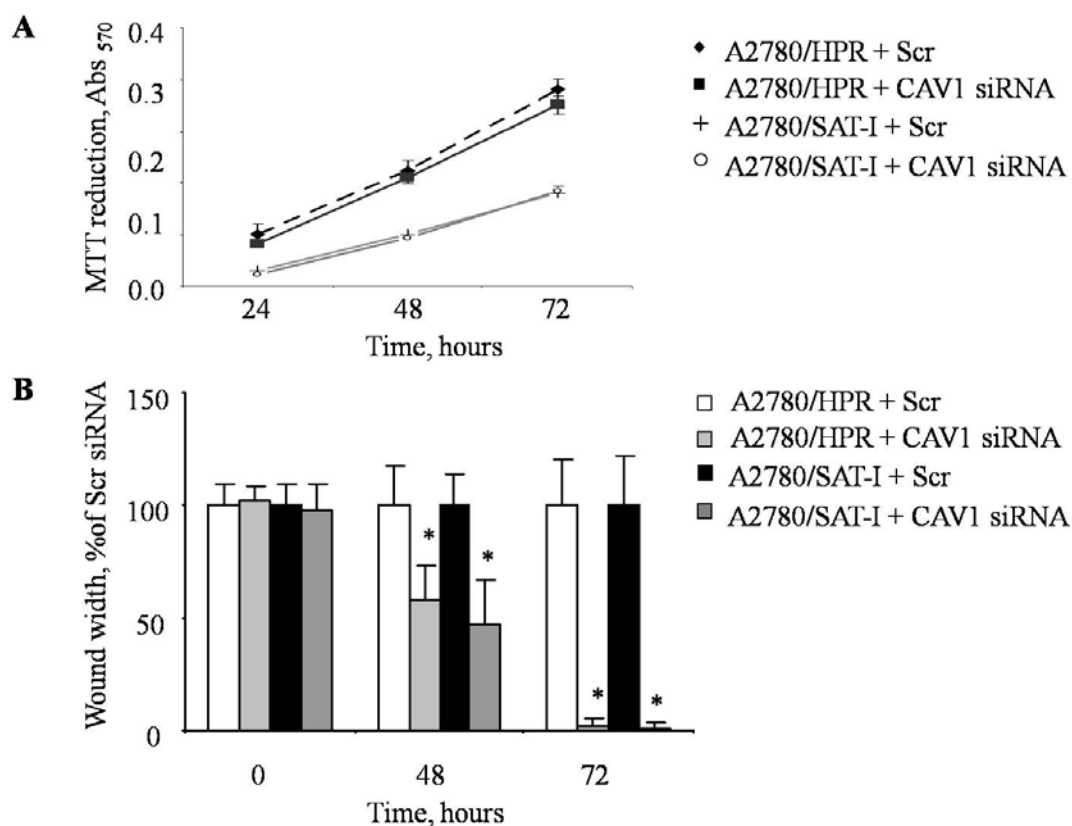 A
MTT reduction, Abs 570
0.4
0.3
0.2
0.1
0.0
24 48 72
Time, hours
A2780/HPR + Scr
A2780/HPR + CAV1 siRNA
A2780/SAT-I + Scr
A2780/SAT-I + CAV1 siRNA
B
Wound width, %of Scr siRNA
150
100
50
0
* * * *
0 48 72
Time, hours
A2780/HPR + Scr
A2780/HPR + CAV1 siRNA
A2780/SAT-I + Scr
A2780/SAT-I + CAV1 siRNA